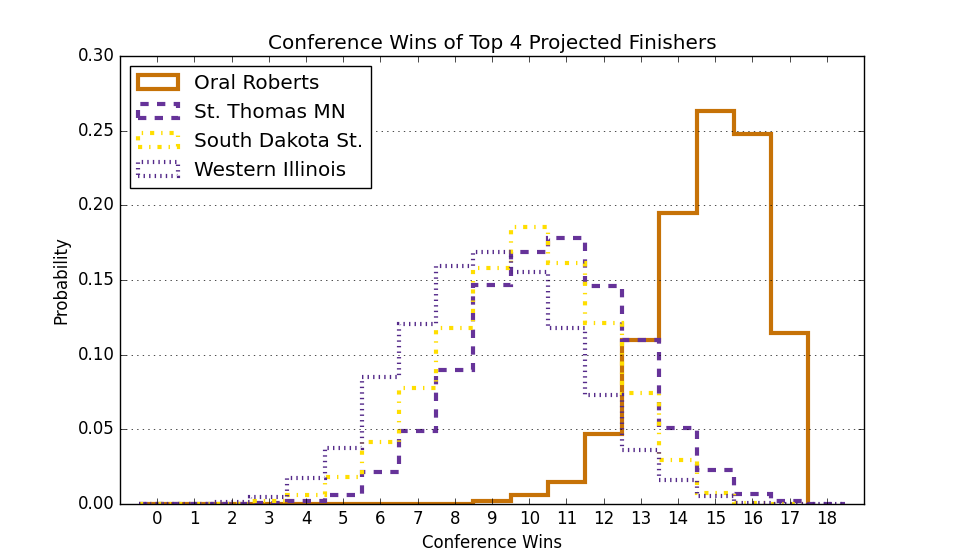 Conference Wins of Top 4 Projected Finishers
0.30
0.25
0.20
0.15
0.10
0.05
0.00
Probability
Oral Roberts
St. Thomas MN
South Dakota St.
Western Illinois
0 1 2 3 4 5 6 7 8 9 10 11 12 13 14 15 16 17 18
Conference Wins